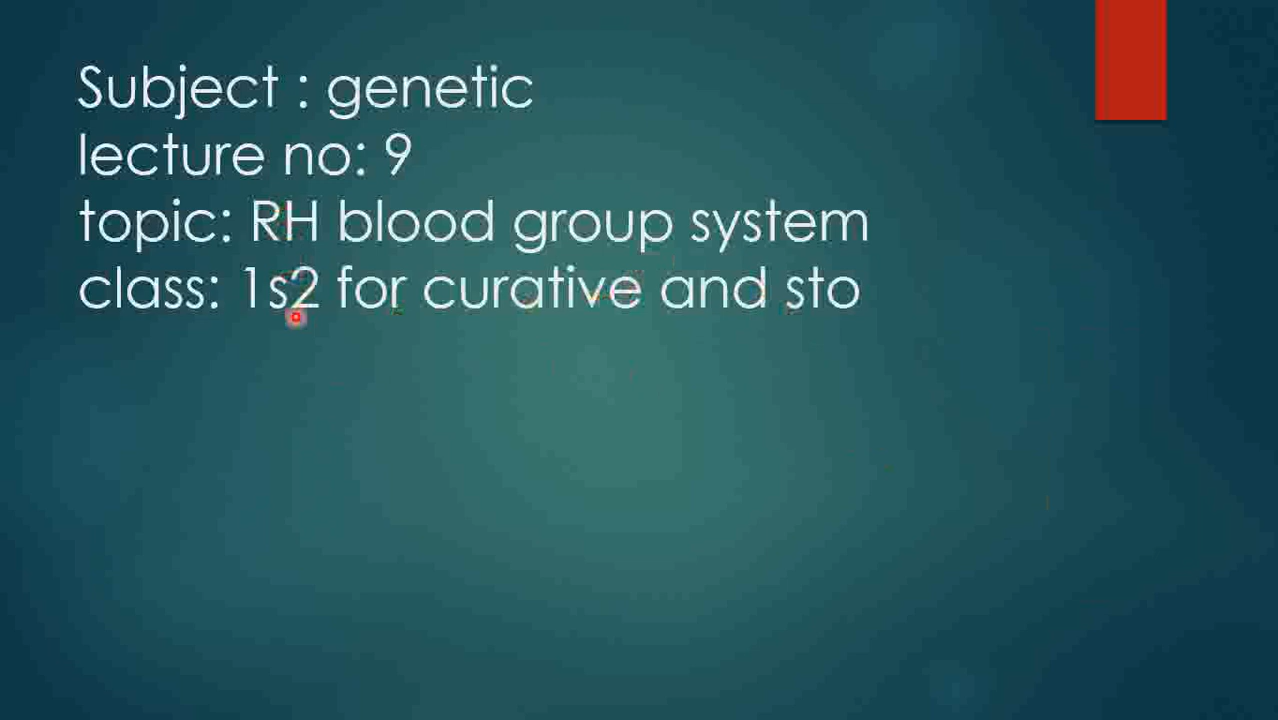 Subject : genetic
lecture no: 9
topic: RH blood group system
class: 1s2 for curative and sto